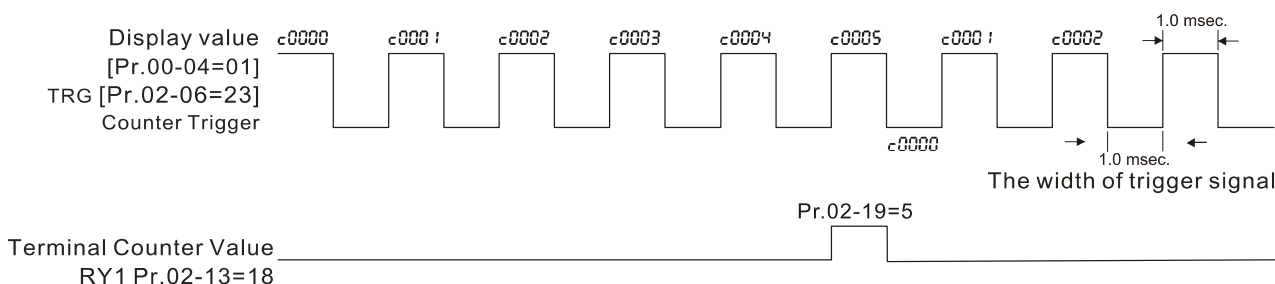 1.0 msec.
Display value c0000 c0001 c0002 c0003 c0004 c0005 c0001 c0002
[Pr.00-04=01]
TRG [Pr.02-06=23]
Counter Trigger
c0000
1.0 msec.
The width of trigger signal
Pr.02-19=5
Terminal Counter Value
RY1 Pr.02-13=18